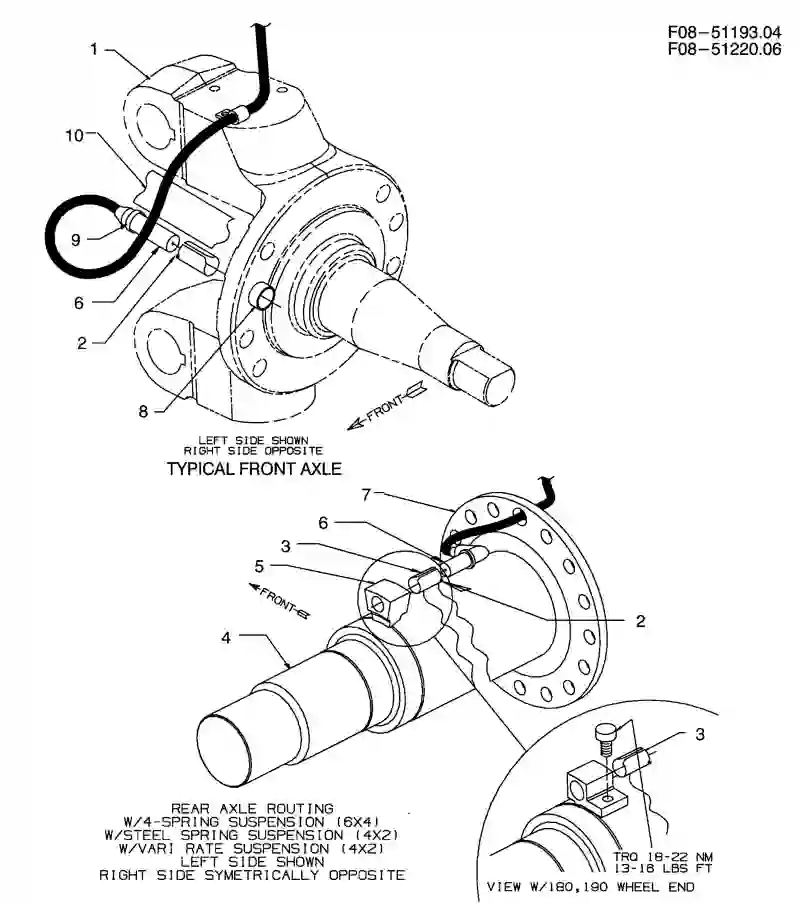 F08-51193.04
F08-51220.06
1
10
9
6
2
8
FRONT
LEFT SIDE SHOWN
RIGHT SIDE OPPOSITE
TYPICAL FRONT AXLE
7
6
3
5
FRONT
4
2
3
REAR AXLE ROUTING
W/4-SPRING SUSPENSION (6X4)
W/STEEL SPRING SUSPENSION (4X2)
W/VARI RATE SUSPENSION (4X2)
LEFT SIDE SHOWN
RIGHT SIDE SYMETRICALLY OPPOSITE
TRQ 18-22 NM
13-16 LBS FT
VIEW W/180,190 WHEEL END